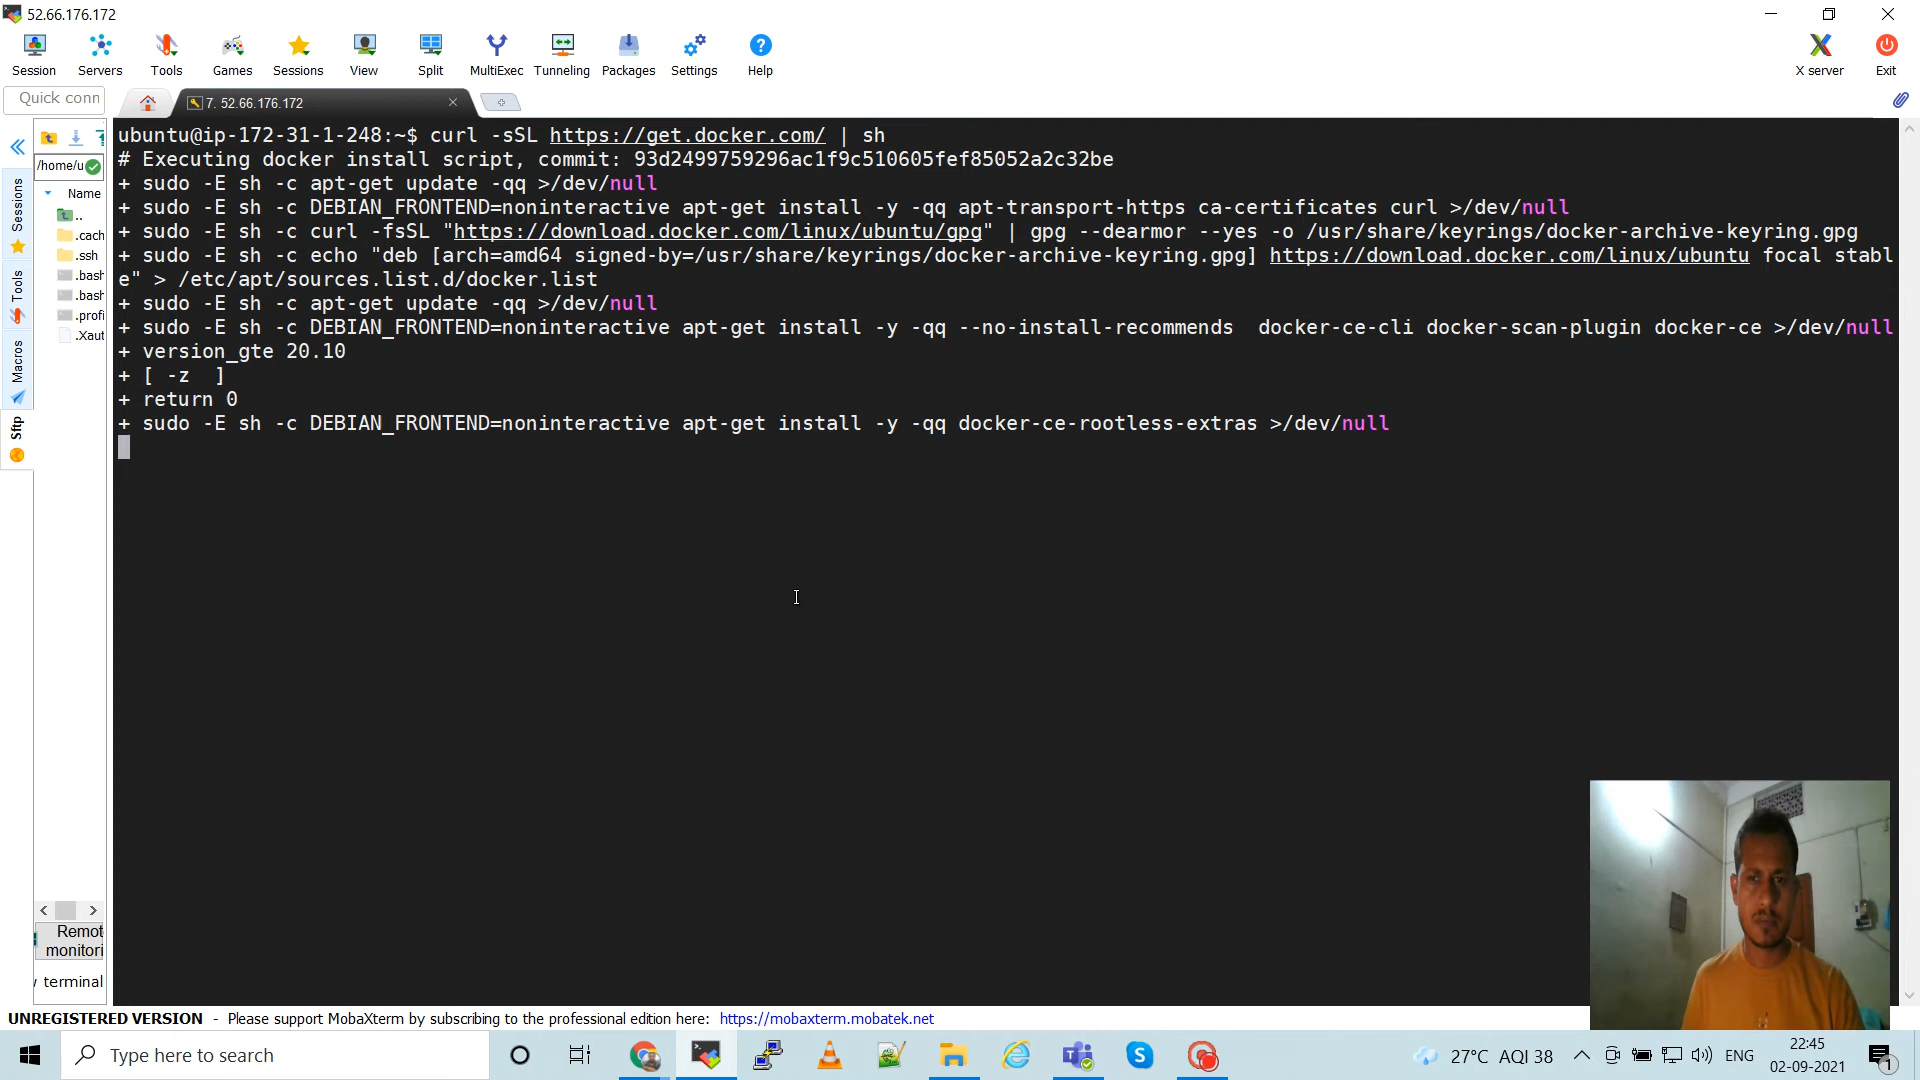 52.66.176.172
Session Servers Tools Games Sessions View Split MultiExec Tunneling Packages Settings Help X server Exit
Quick conn
7. 52.66.176.172
/home/u
Name
..
.cach
.ssh
.bash
.bash
.profi
.Xaut
Sessions
Tools
Macros
Sftp
ubuntu@ip-172-31-1-248:~$ curl -sSL https://get.docker.com/ | sh
# Executing docker install script, commit: 93d2499759296ac1f9c510605fef85052a2c32be
+ sudo -E sh -c apt-get update -qq >/dev/null
+ sudo -E sh -c DEBIAN_FRONTEND=noninteractive apt-get install -y -qq apt-transport-https ca-certificates curl >/dev/null
+ sudo -E sh -c curl -fsSL "https://download.docker.com/linux/ubuntu/gpg" | gpg --dearmor --yes -o /usr/share/keyrings/docker-archive-keyring.gpg
+ sudo -E sh -c echo "deb [arch=amd64 signed-by=/usr/share/keyrings/docker-archive-keyring.gpg] https://download.docker.com/linux/ubuntu focal stabl
e" > /etc/apt/sources.list.d/docker.list
+ sudo -E sh -c apt-get update -qq >/dev/null
+ sudo -E sh -c DEBIAN_FRONTEND=noninteractive apt-get install -y -qq --no-install-recommends  docker-ce-cli docker-scan-plugin docker-ce >/dev/null
+ version_gte 20.10
+ [ -z  ]
+ return 0
+ sudo -E sh -c DEBIAN_FRONTEND=noninteractive apt-get install -y -qq docker-ce-rootless-extras >/dev/null
Remot
monitori
terminal
UNREGISTERED VERSION - Please support MobaXterm by subscribing to the professional edition here: https://mobaxterm.mobatek.net
Type here to search
27°C AQI 38
ENG
22:45
02-09-2021
1